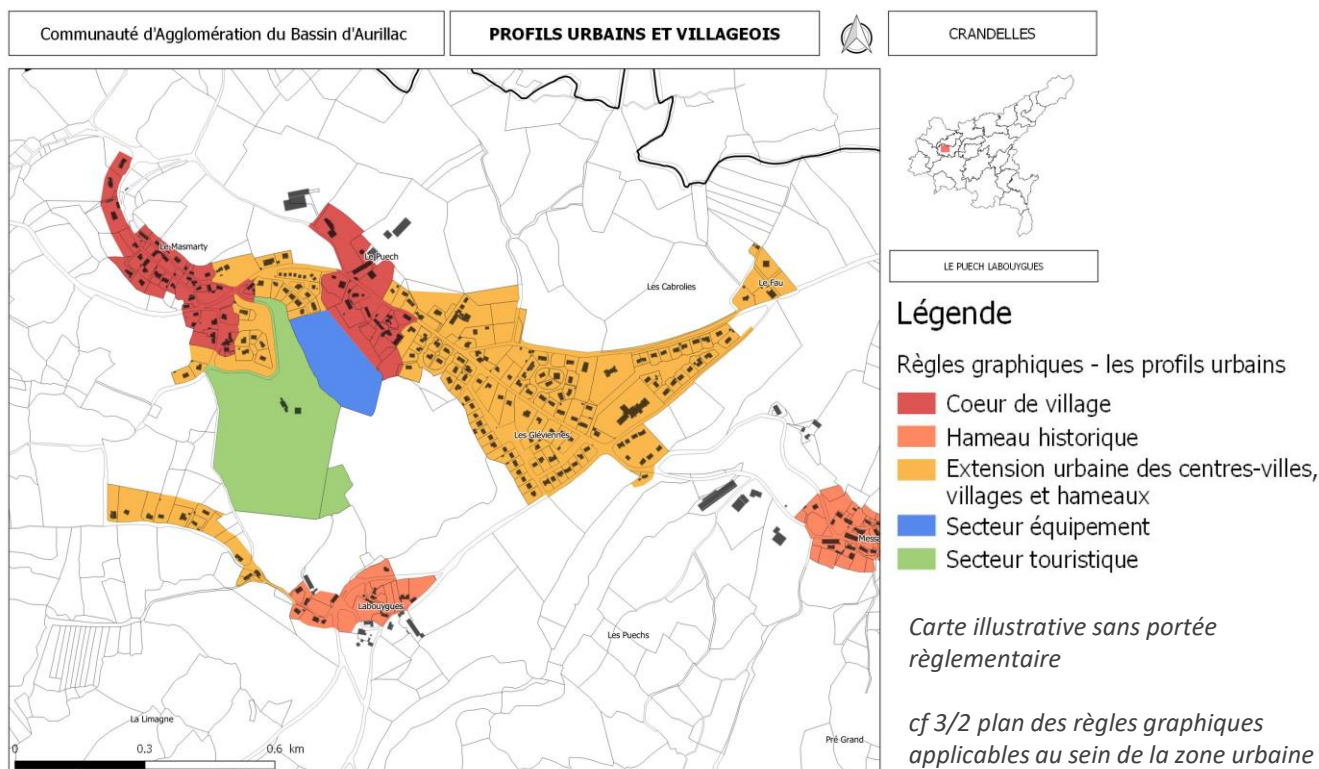 Communauté d'Agglomération du Bassin d'Aurillac
PROFILS URBAINS ET VILLAGEOIS
CRANDELLES
Le Masmarty
Le Puech
Les Cabrolies
Le Fau
LE PUECH LABOUYGUES
Légende
Règles graphiques - les profils urbains
Coeur de village
Hameau historique
Extension urbaine des centres-villes,
villages et hameaux
Secteur équipement
Secteur touristique
Les Gléviennes
Messa
Labouygues
Les Puechs
La Limagne
Pré Grand
0 0.3 0.6 km
Carte illustrative sans portée
règlementaire
cf 3/2 plan des règles graphiques
applicables au sein de la zone urbaine